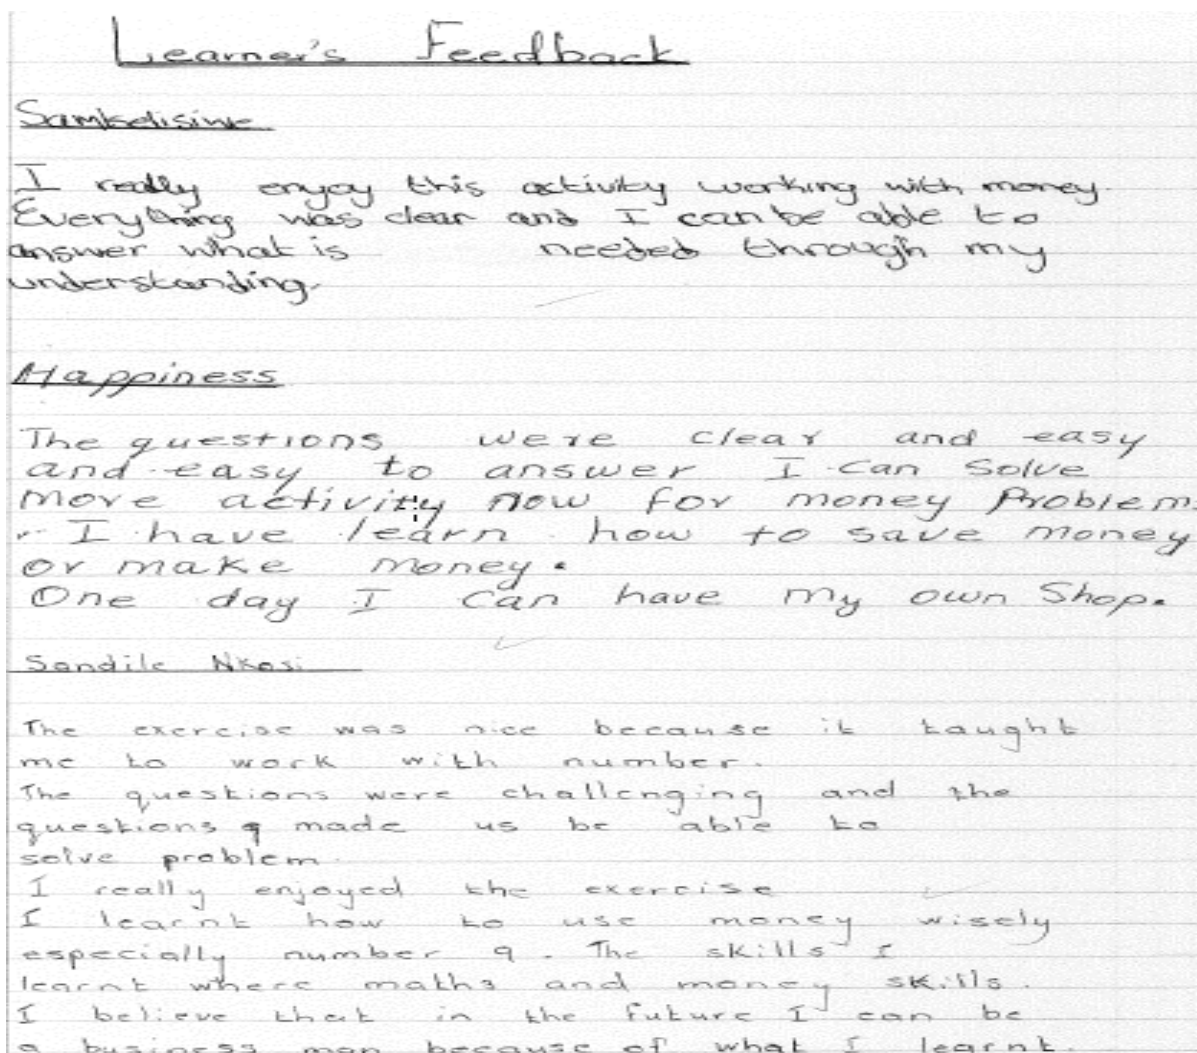 Learner's Feedback
Samkelisiwe
I really enjoy this activity working with money.
Everything was clear and I can be able to
answer what is needed through my
understanding.
Happiness
The questions were clear and easy
and easy to answer I can solve
more activity now for money Problem
I have learn how to save money
or make money.
One day I can have my own Shop.
Sandile Nkosi
The exercise was nice because it taught
me to work with number.
The questions were challenging and the
questions made us be able to
solve problem
I really enjoyed the exercise
I learnt how to use money wisely
especially number 9. The skills I
learnt where maths and money skills.
I believe that in the future I can be
a business man because of what I learnt.